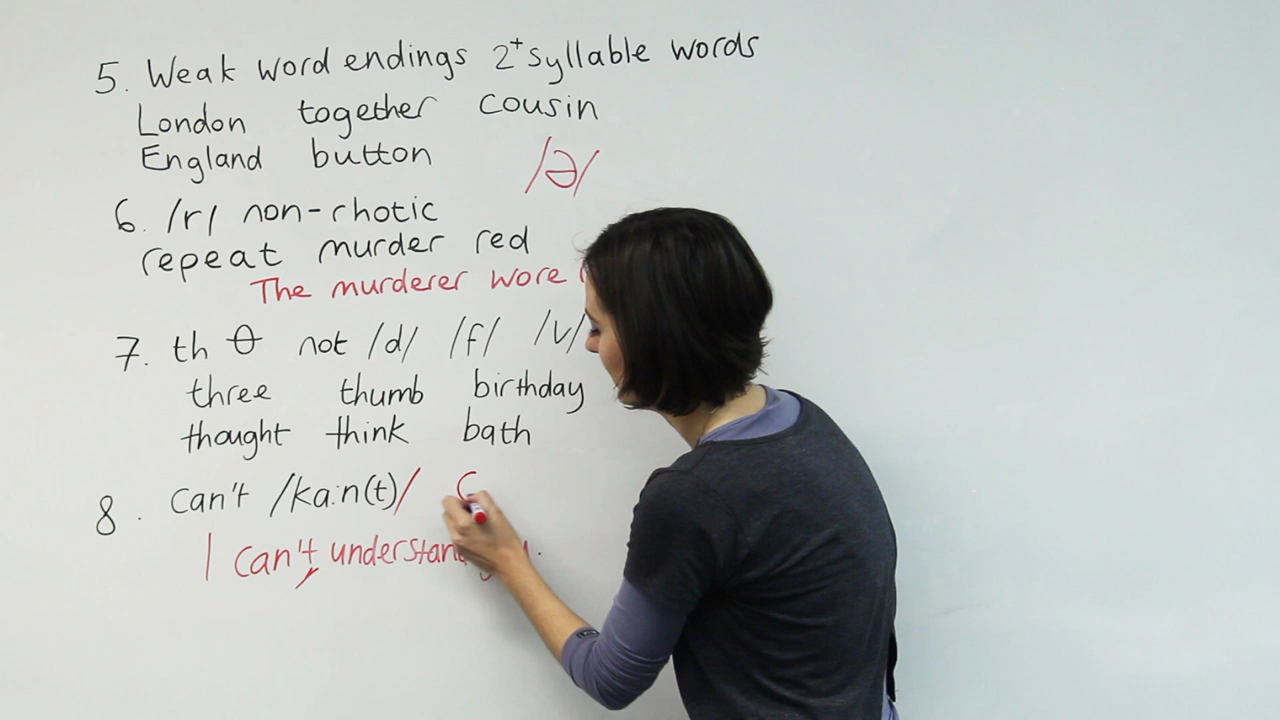 5. Weak word endings 2+ syllable words
London together cousin
England button /ə/
6. /r/ non-rhotic
repeat murder red
The murderer wore
7. th θ not /d/ /f/ /v/
three thumb birthday
thought think bath
8. can't /ka:n(t)/
I can't